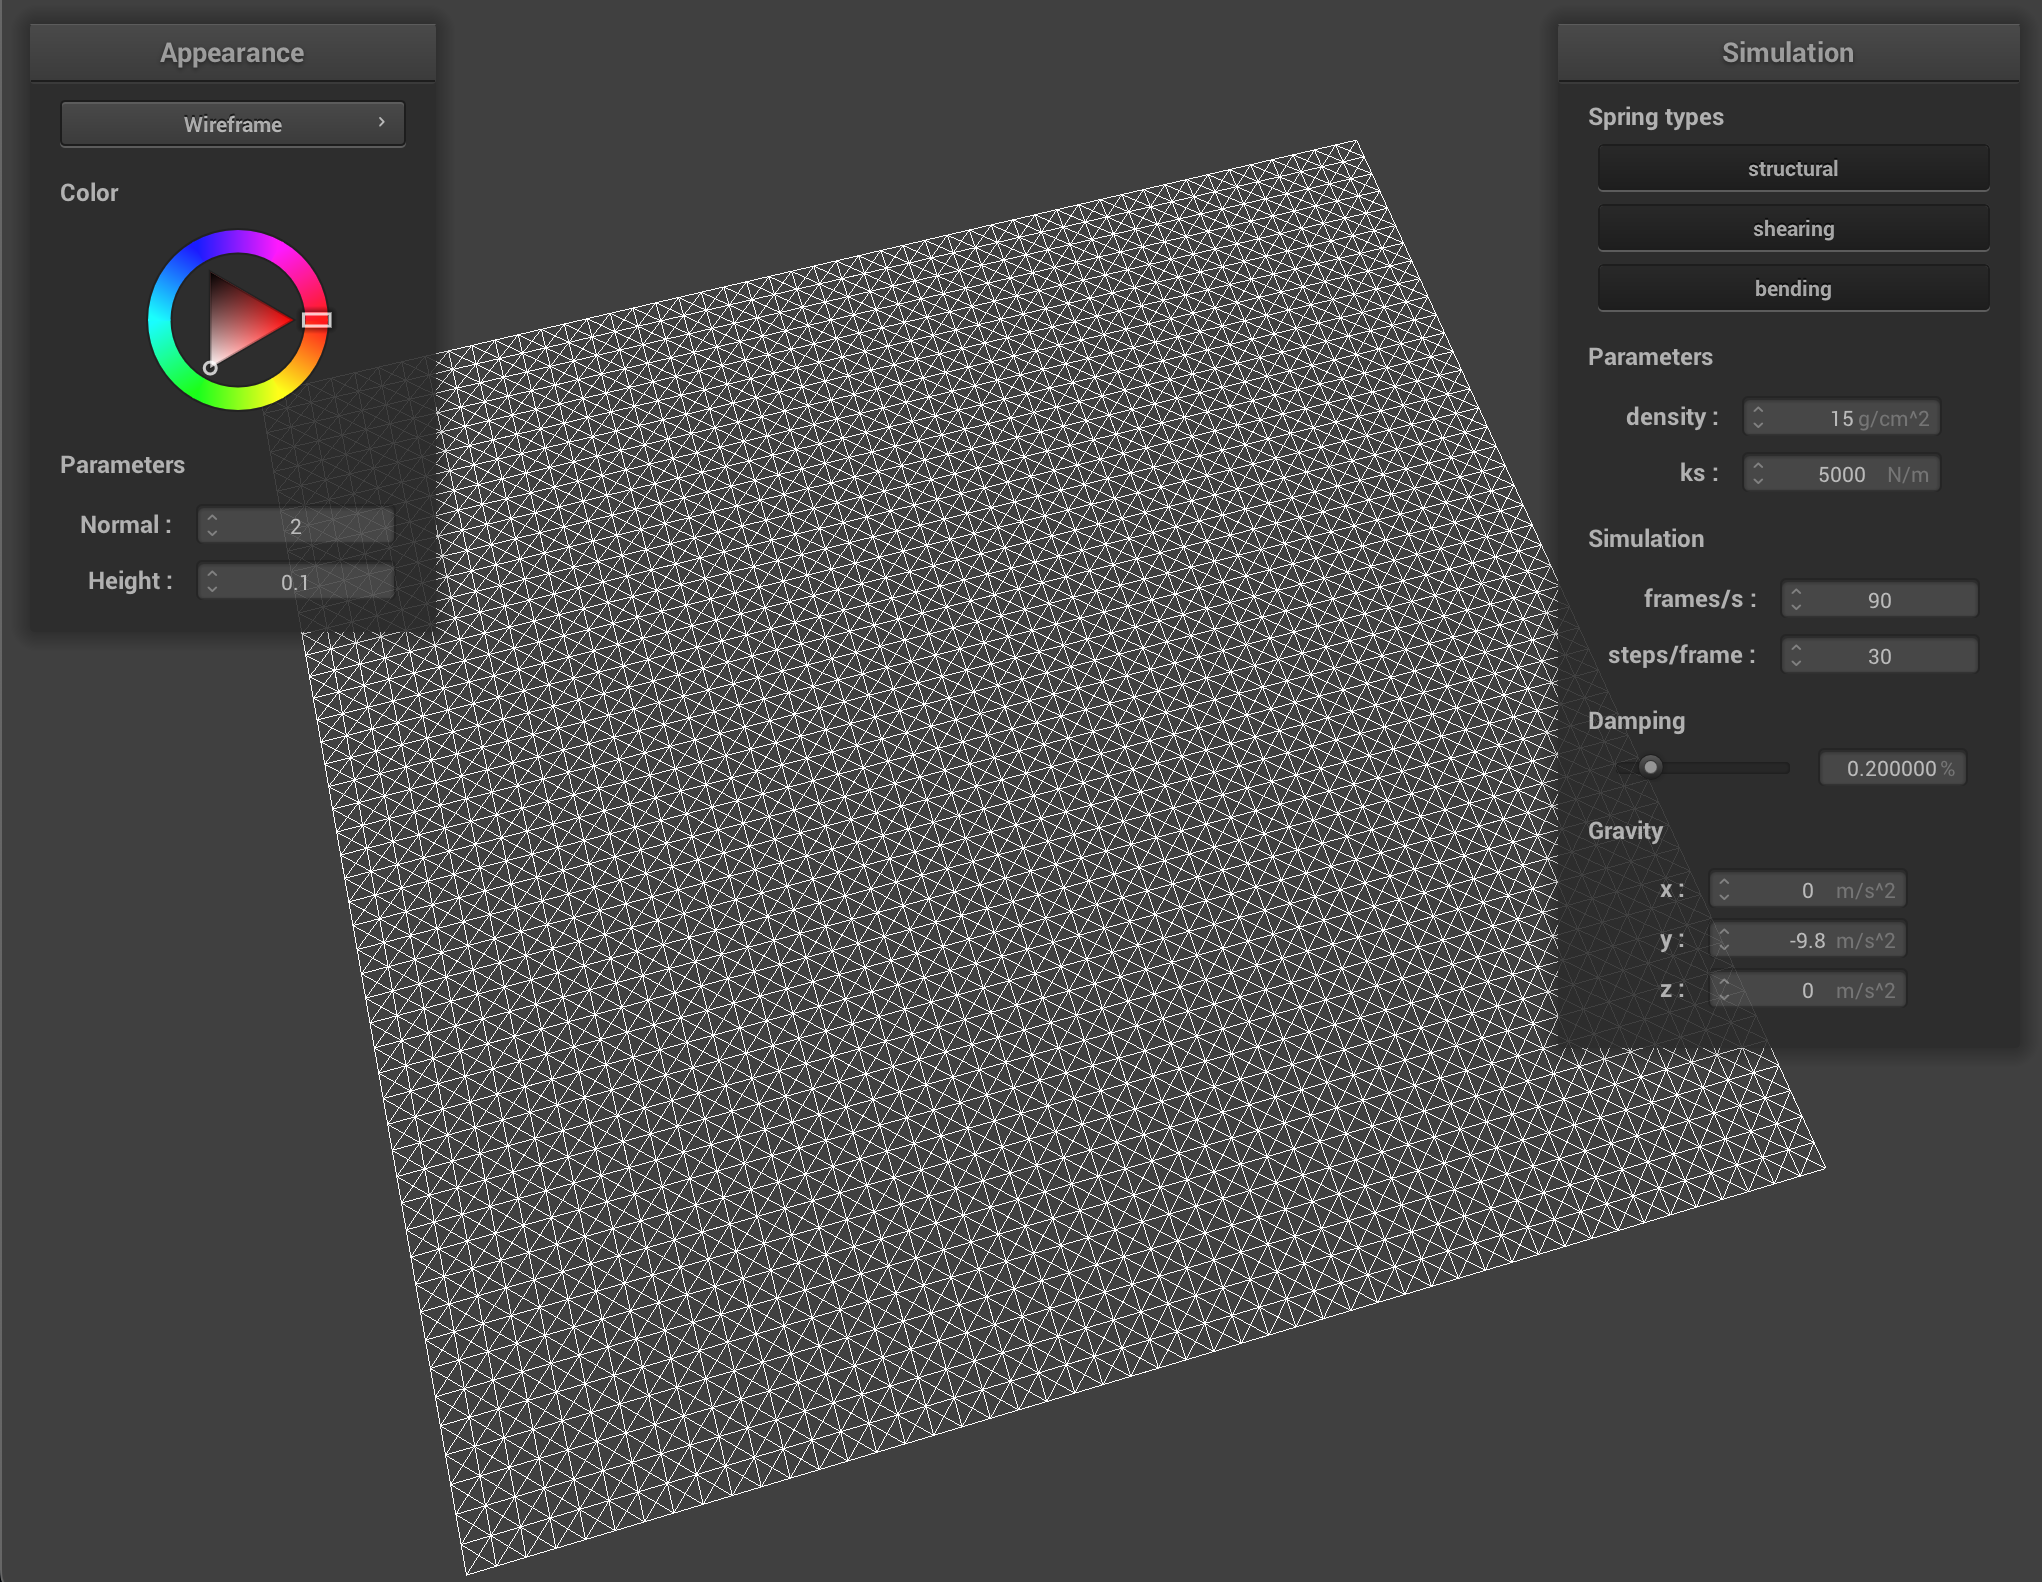 Appearance
Wireframe
Color
Parameters
Normal : 2
Height : 0.1
Simulation
Spring types
structural
shearing
bending
Parameters
density : 15 g/cm^2
ks : 5000 N/m
Simulation
frames/s : 90
steps/frame : 30
Damping
0.200000 %
Gravity
x : 0 m/s^2
y : -9.8 m/s^2
z : 0 m/s^2